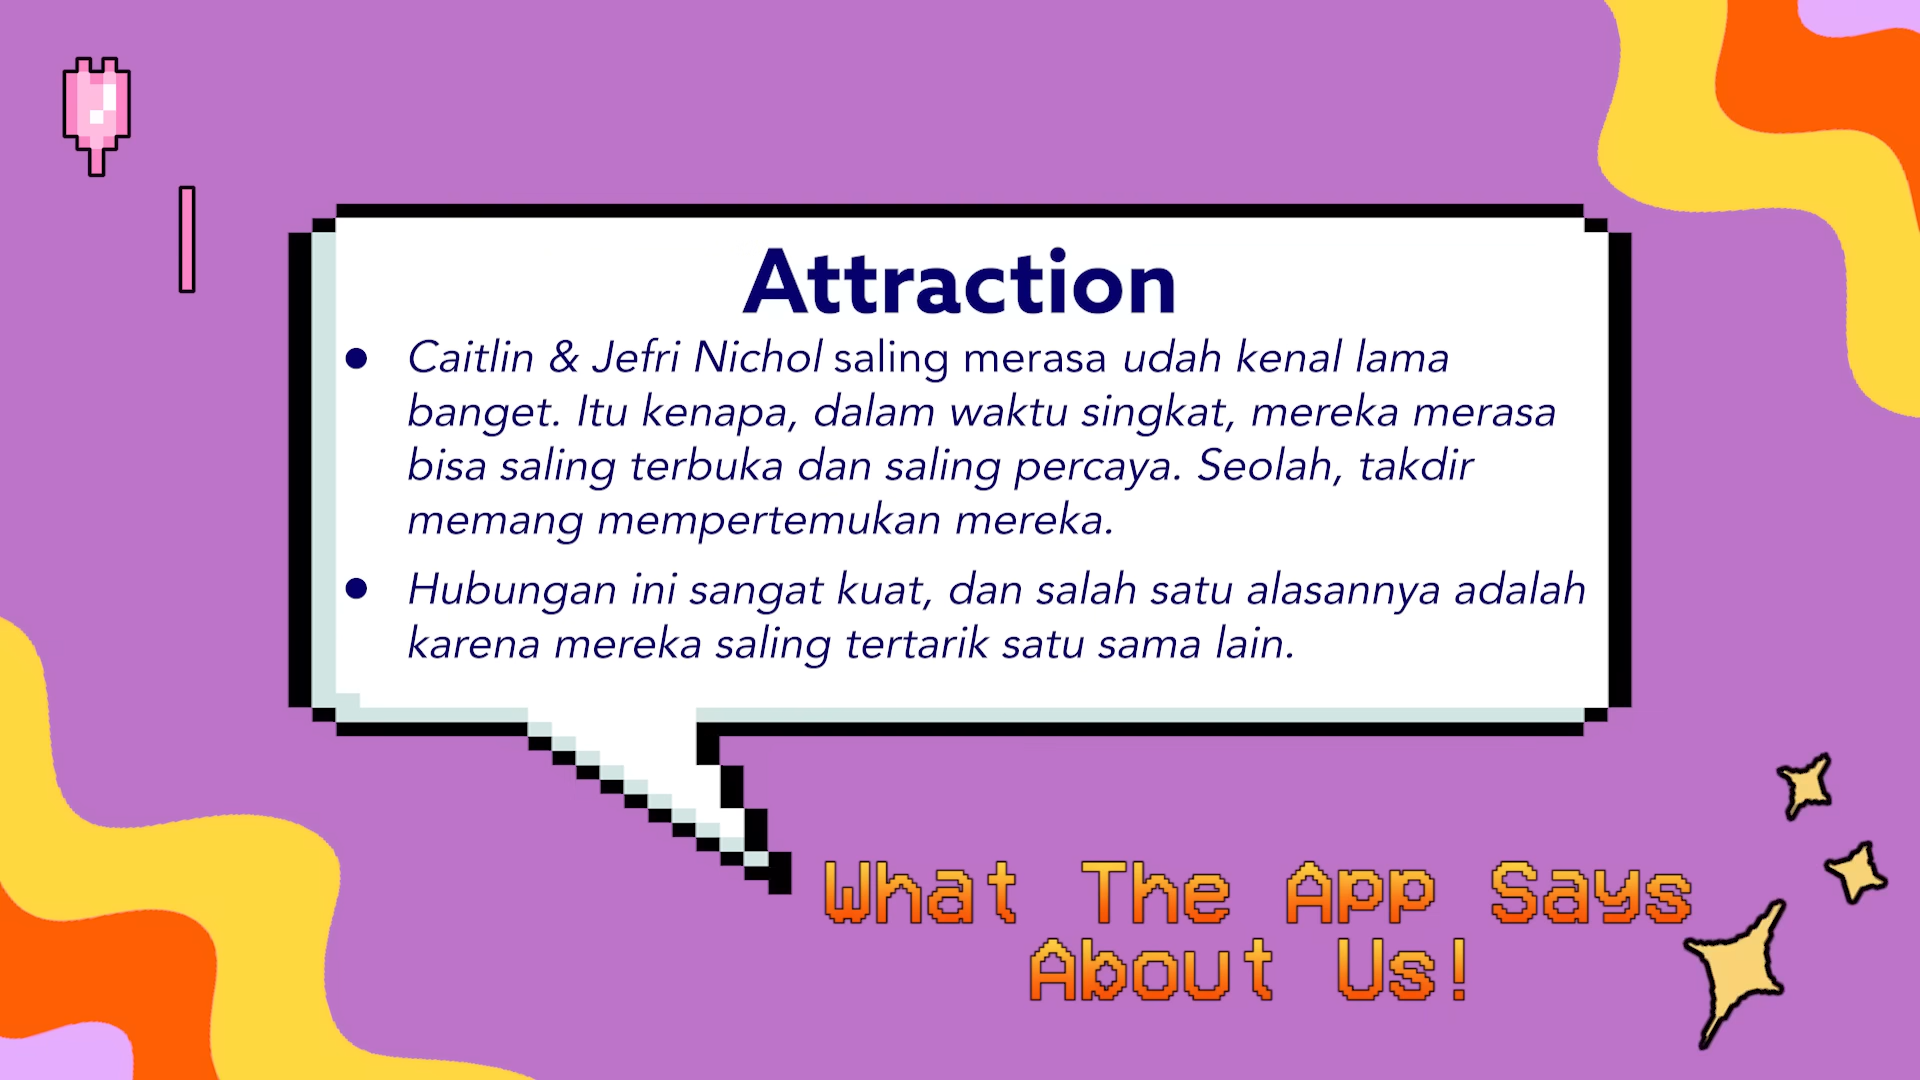 Attraction
● Caitlin & Jefri Nichol saling merasa udah kenal lama
banget. Itu kenapa, dalam waktu singkat, mereka merasa
bisa saling terbuka dan saling percaya. Seolah, takdir
memang mempertemukan mereka.
● Hubungan ini sangat kuat, dan salah satu alasannya adalah
karena mereka saling tertarik satu sama lain.
What The App Says
About Us!